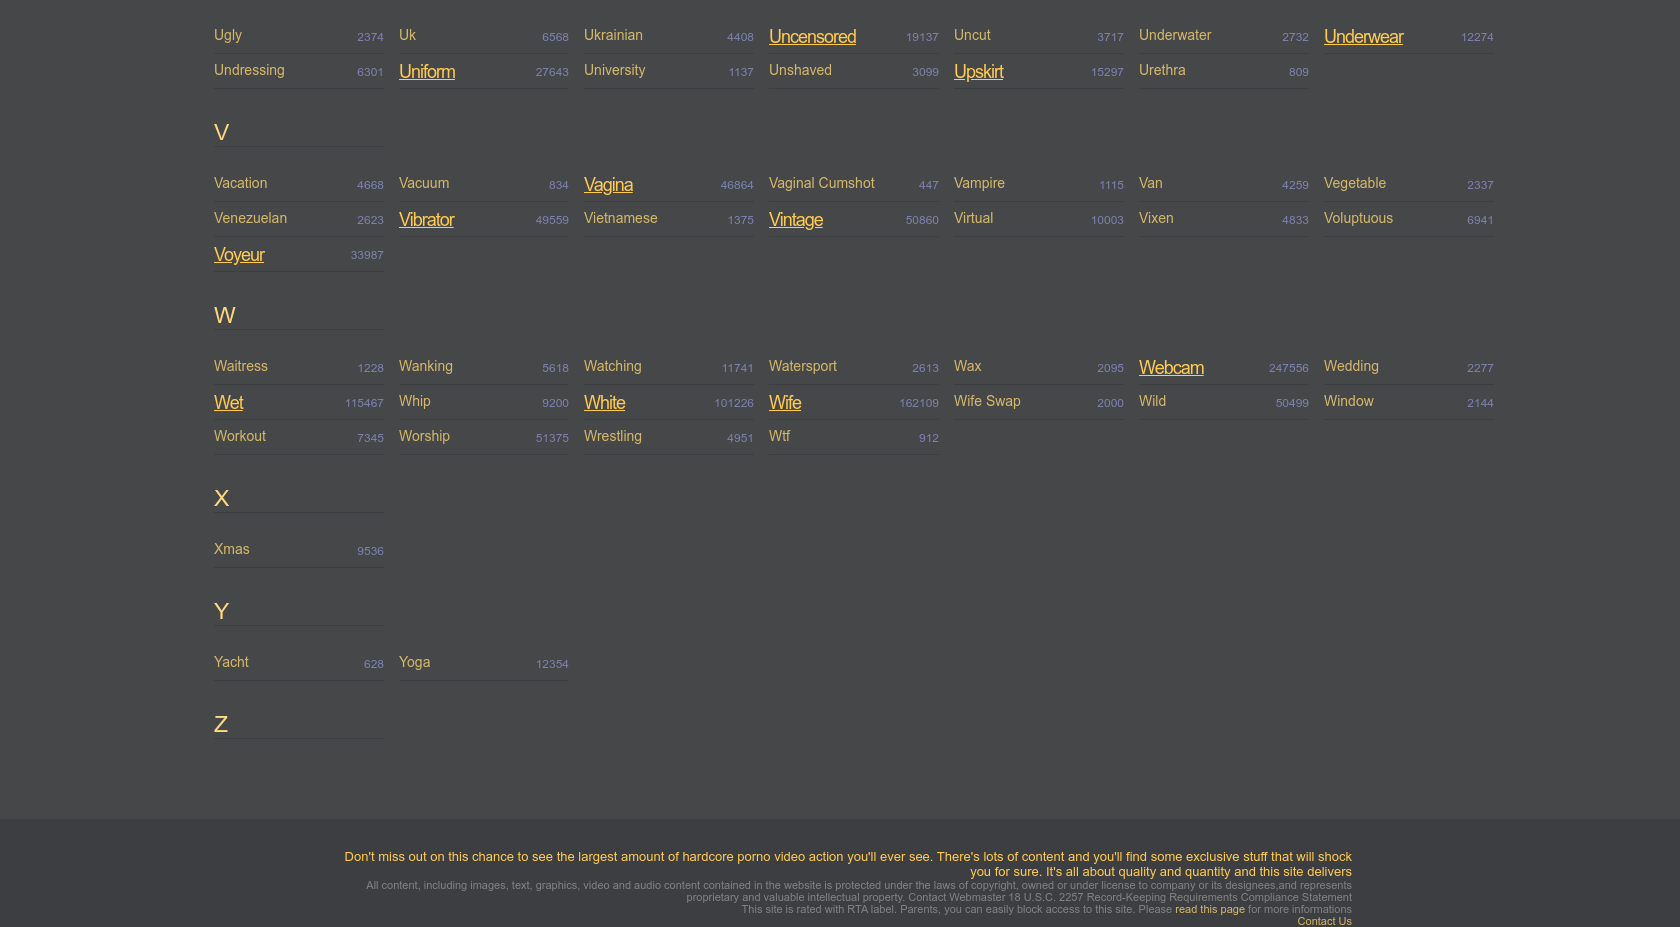 Ugly 2374 Uk 6568 Ukrainian 4408 Uncensored 19137 Uncut 3717 Underwater 2732 Underwear 12274
Undressing 6301 Uniform 27643 University 1137 Unshaved 3099 Upskirt 15297 Urethra 809
V
Vacation 4668 Vacuum 834 Vagina 46864 Vaginal Cumshot 447 Vampire 1115 Van 4259 Vegetable 2337
Venezuelan 2623 Vibrator 49559 Vietnamese 1375 Vintage 50860 Virtual 10003 Vixen 4833 Voluptuous 6941
Voyeur 33987
W
Waitress 1228 Wanking 5618 Watching 11741 Watersport 2613 Wax 2095 Webcam 247556 Wedding 2277
Wet 115467 Whip 9200 White 101226 Wife 162109 Wife Swap 2000 Wild 50499 Window 2144
Workout 7345 Worship 51375 Wrestling 4951 Wtf 912
X
Xmas 9536
Y
Yacht 628 Yoga 12354
Z
Don't miss out on this chance to see the largest amount of hardcore porno video action you'll ever see. There's lots of content and you'll find some exclusive stuff that will shock
you for sure. It's all about quality and quantity and this site delivers
All content, including images, text, graphics, video and audio content contained in the website is protected under the laws of copyright, owned or under license to company or its designees,and represents
proprietary and valuable intellectual property. Contact Webmaster 18 U.S.C. 2257 Record-Keeping Requirements Compliance Statement
This site is rated with RTA label. Parents, you can easily block access to this site. Please read this page for more informations
Contact Us